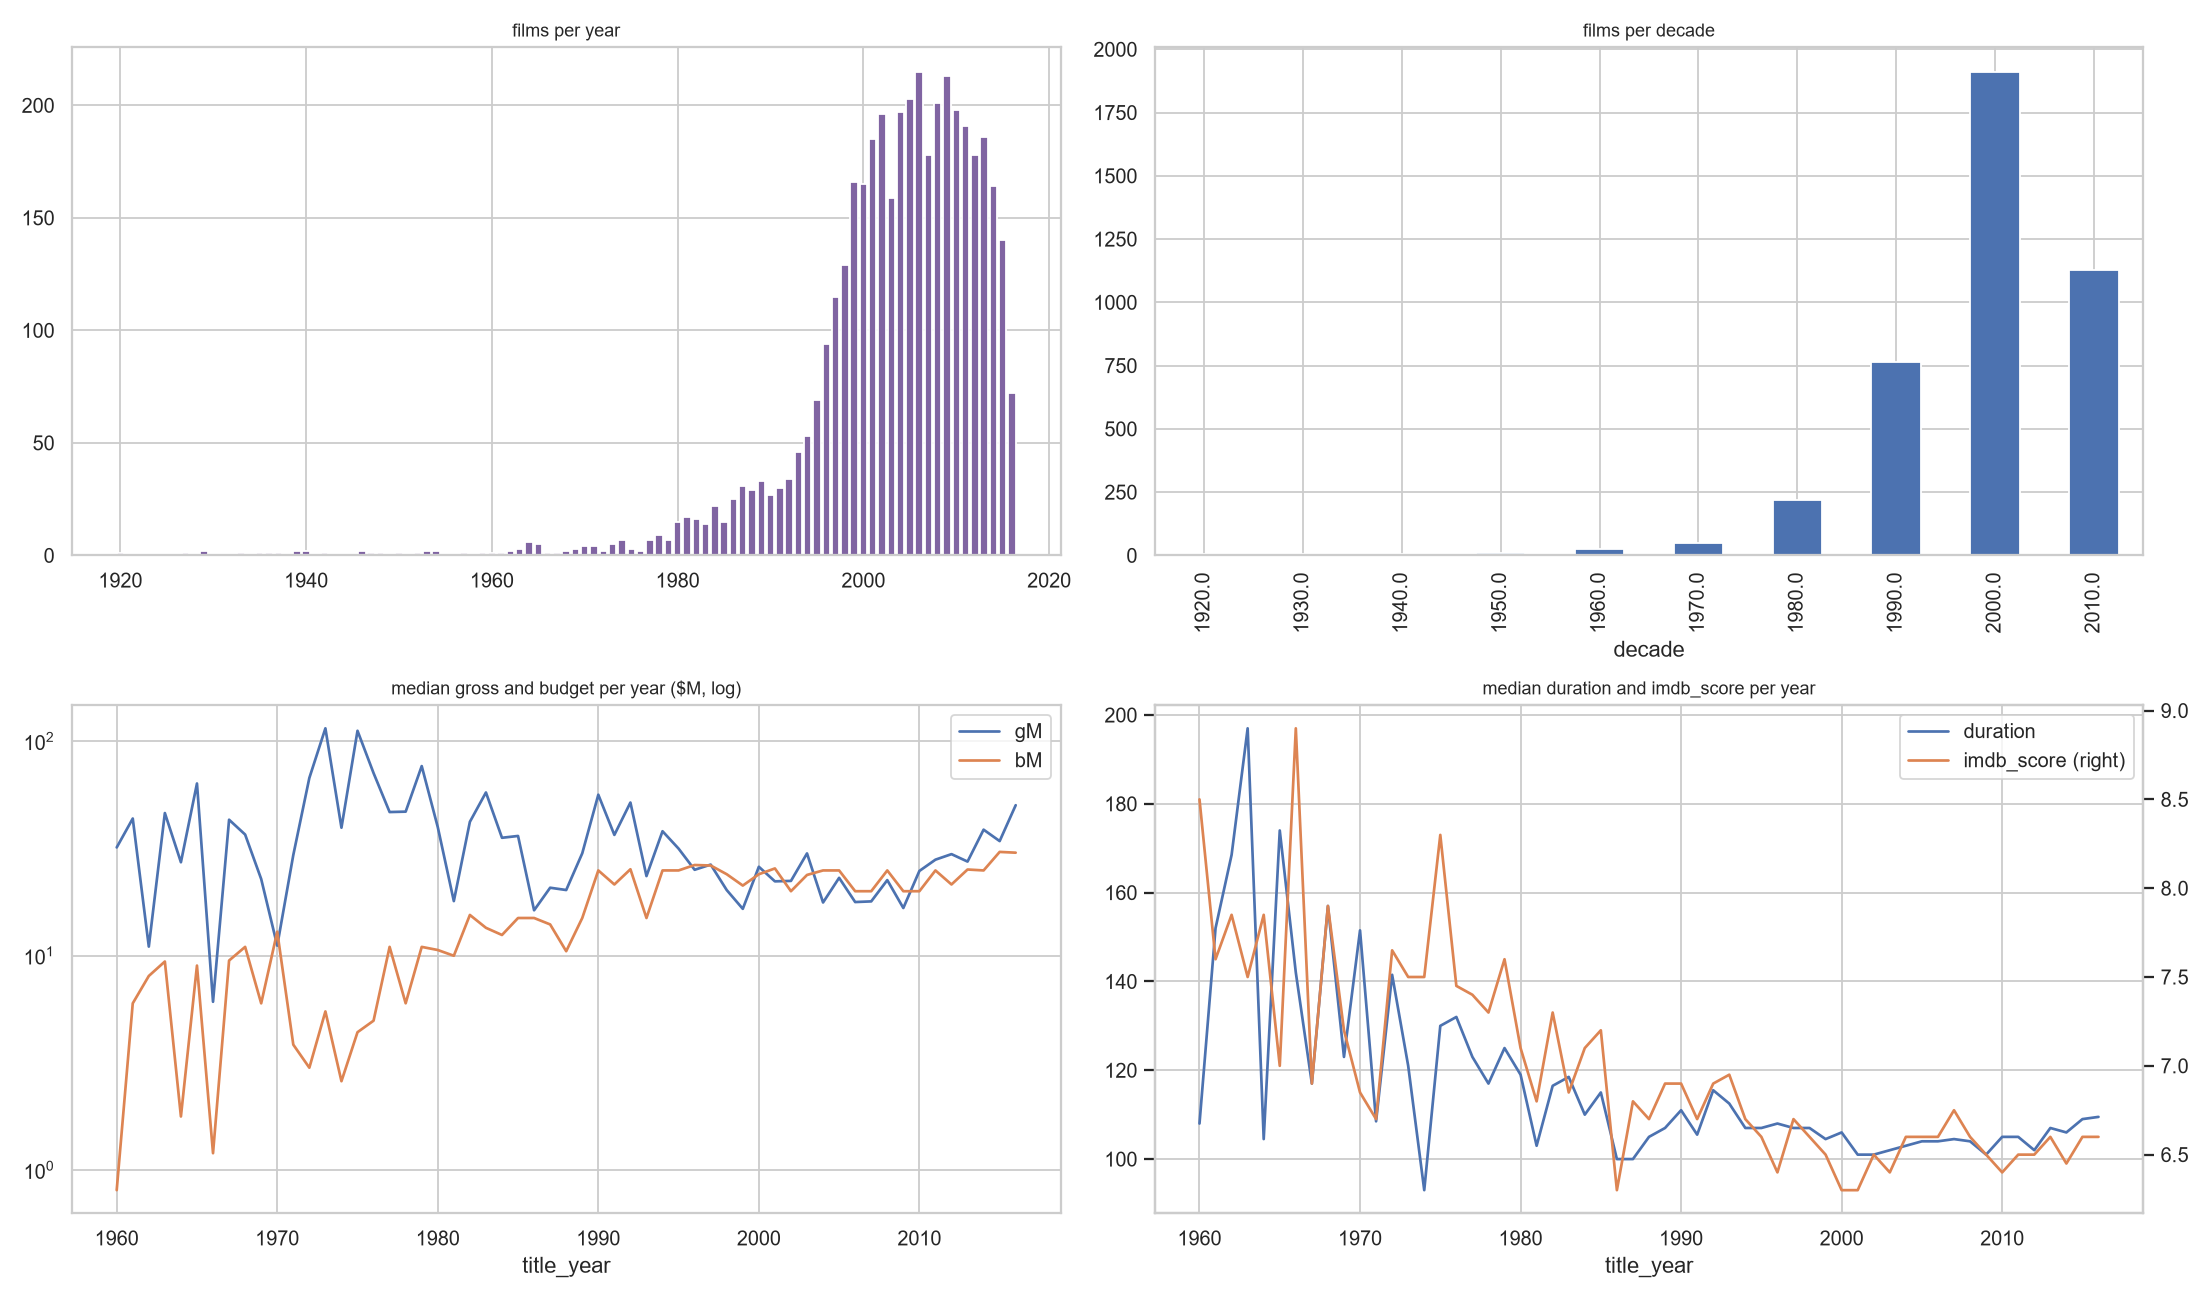 films per year
200
150
100
50
0
1920 1940 1960 1980 2000 2020
films per decade
2000
1750
1500
1250
1000
750
500
250
0
1920.0 1930.0 1940.0 1950.0 1960.0 1970.0 1980.0 1990.0 2000.0 2010.0
decade
median gross and budget per year ($M, log)
gM
bM
10²
10¹
10⁰
1960 1970 1980 1990 2000 2010
title_year
median duration and imdb_score per year
duration
imdb_score (right)
200
180
160
140
120
100
9.0
8.5
8.0
7.5
7.0
6.5
1960 1970 1980 1990 2000 2010
title_year